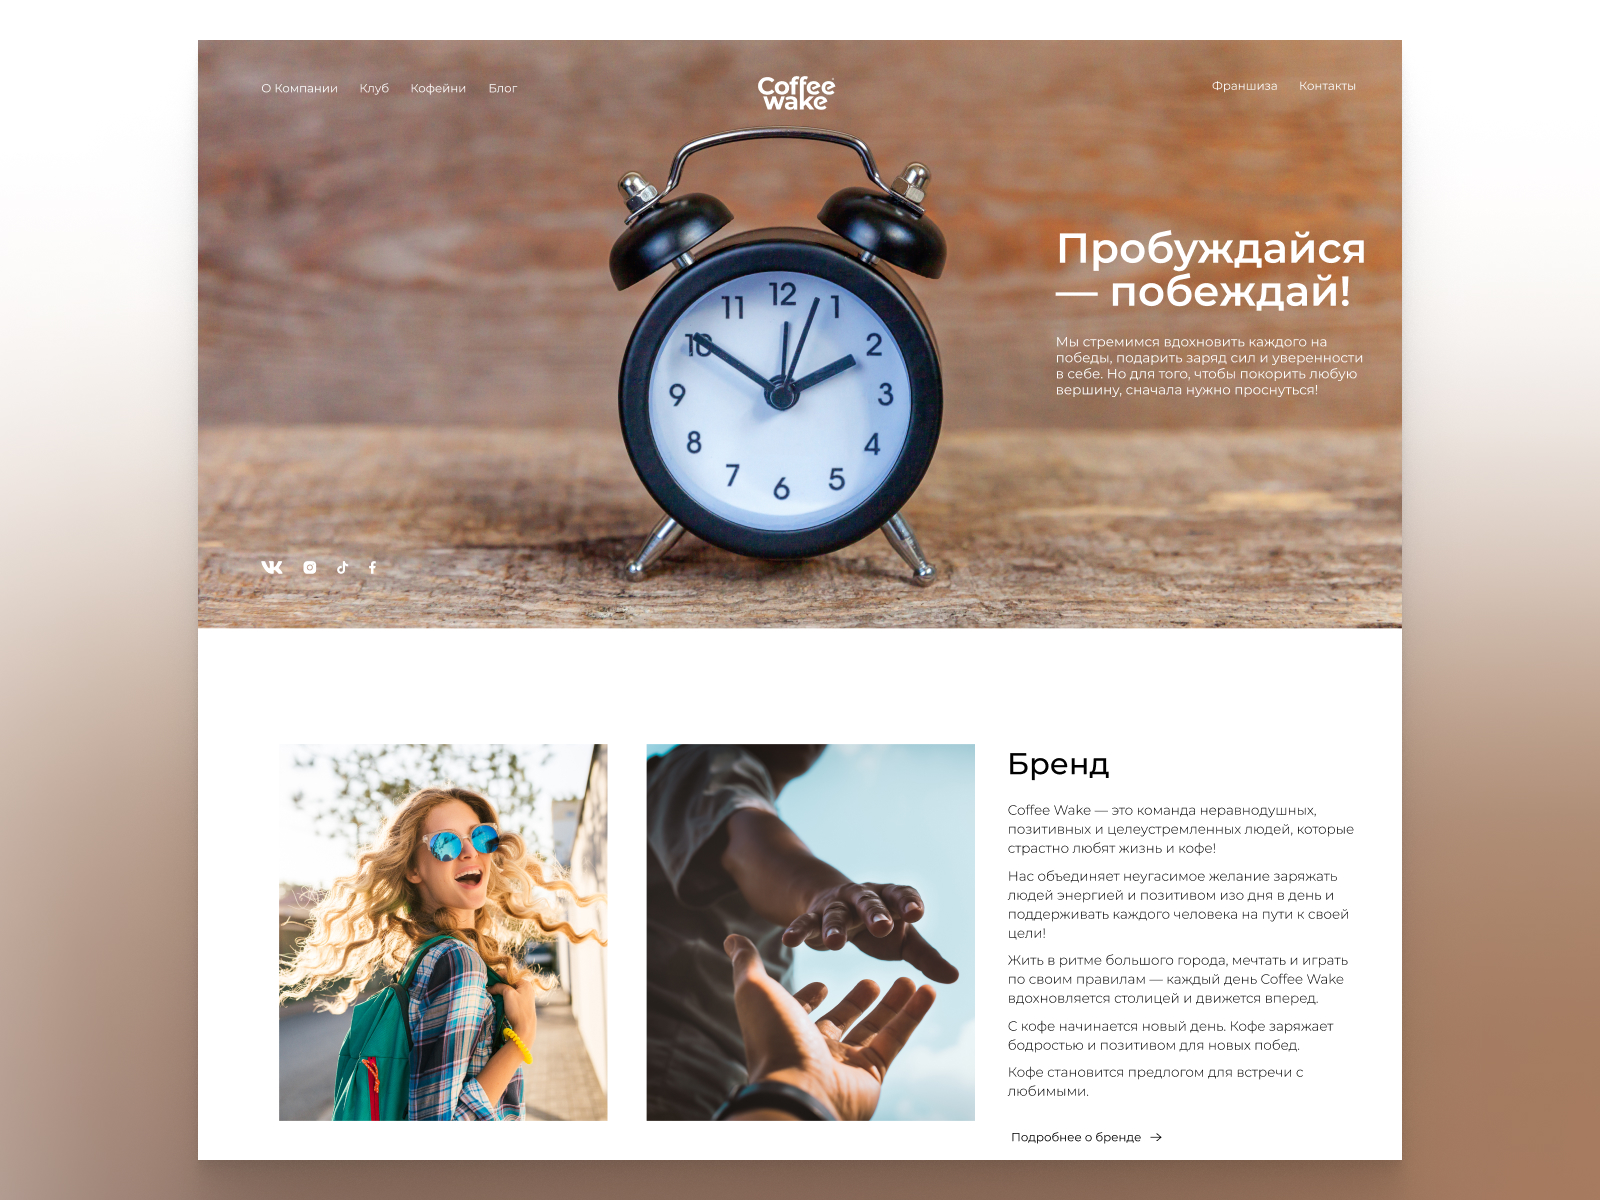 О Компании Клуб Кофейни Блог
Coffee
wake
Франшиза Контакты
Пробуждайся
— побеждай!
Мы стремимся вдохновить каждого на
победы, подарить заряд сил и уверенности
в себе. Но для того, чтобы покорить любую
вершину, сначала нужно проснуться!
12
11
1
10
2
9
3
8
4
7
5
6
Бренд
Coffee Wake — это команда неравнодушных,
позитивных и целеустремленных людей, которые
страстно любят жизнь и кофе!
Нас объединяет неугасимое желание заряжать
людей энергией и позитивом изо дня в день и
поддерживать каждого человека на пути к своей
цели!
Жить в ритме большого города, мечтать и играть
по своим правилам — каждый день Coffee Wake
вдохновляется столицей и движется вперед.
С кофе начинается новый день. Кофе заряжает
бодростью и позитивом для новых побед.
Кофе становится предлогом для встречи с
любимыми.
Подробнее о бренде